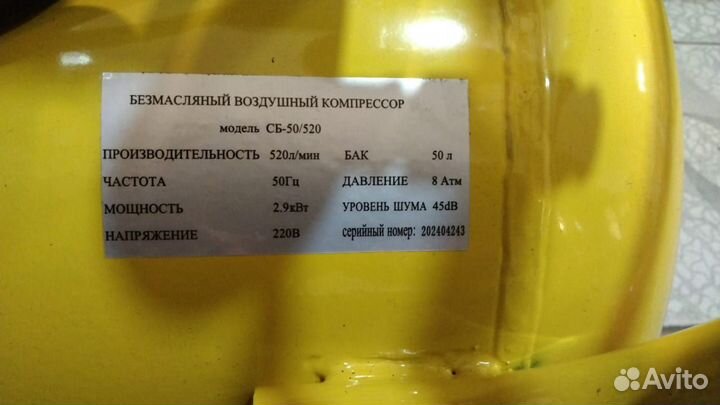 БЕЗМАСЛЯНЫЙ ВОЗДУШНЫЙ КОМПРЕССОР
модель СБ-50/520
ПРОИЗВОДИТЕЛЬНОСТЬ 520л/мин БАК 50 л
ЧАСТОТА 50Гц ДАВЛЕНИЕ 8 Атм
МОЩНОСТЬ 2.9кВт УРОВЕНЬ ШУМА 45dB
НАПРЯЖЕНИЕ 220В серийный номер: 202404243
Avito